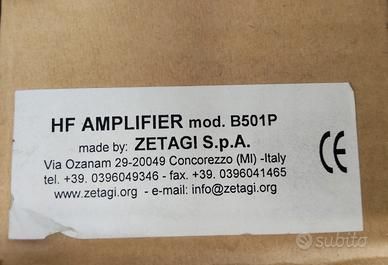 HF AMPLIFIER mod. B501P
made by: ZETAGI S.p.A.
Via Ozanam 29-20049 Concorezzo (MI) -Italy
tel. +39. 0396049346 - fax. +39. 0396041465
www.zetagi.org - e-mail: info@zetagi.org
CE
subito